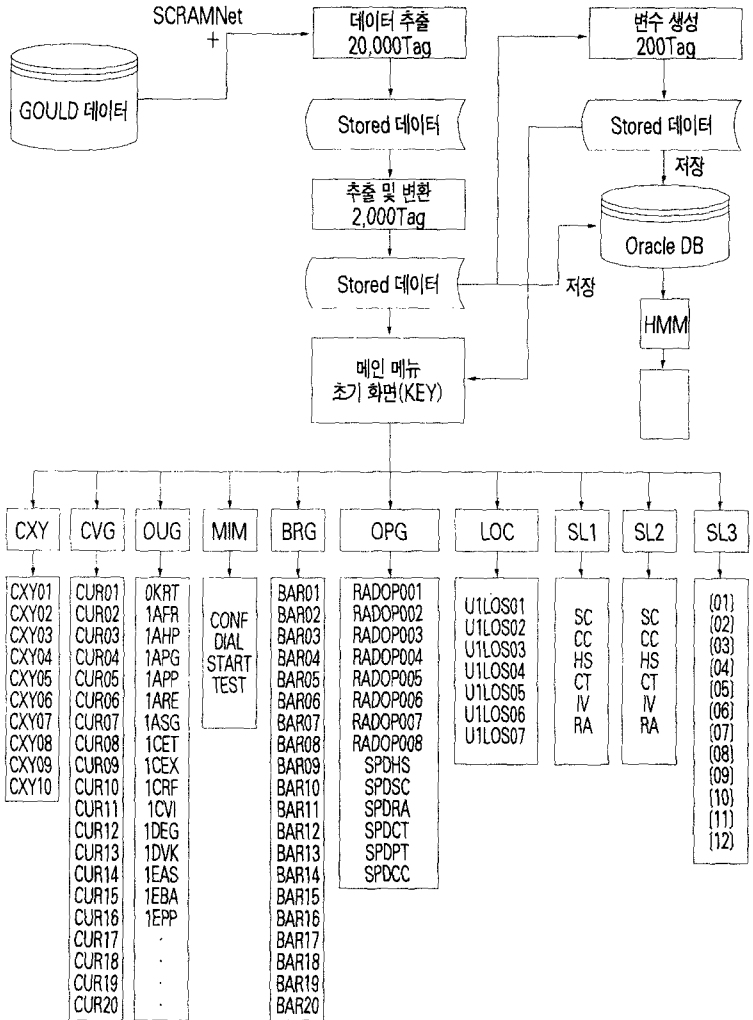 SCRAMNet
+
GOULD 데이터
데이터 추출
20,000Tag
Stored 데이터
추출 및 변환
2,000Tag
Stored 데이터
변수 생성
200Tag
Stored 데이터
저장
Oracle DB
저장
HMM
메인 메뉴
초기 화면(KEY)
CXY
CXY01
CXY02
CXY03
CXY04
CXY05
CXY06
CXY07
CXY08
CXY09
CXY10
CVG
CUR01
CUR02
CUR03
CUR04
CUR05
CUR06
CUR07
CUR08
CUR09
CUR10
CUR11
CUR12
CUR13
CUR14
CUR15
CUR16
CUR17
CUR18
CUR19
CUR20
OUG
0KRT
1AFR
1AHP
1APG
1APP
1ARE
1ASG
1CET
1CEX
1CRF
1CVI
1DEG
1DVK
1EAS
1EBA
1EPP
.
.
.
.
MIM
CONF
DIAL
START
TEST
BRG
BAR01
BAR02
BAR03
BAR04
BAR05
BAR06
BAR07
BAR08
BAR09
BAR10
BAR11
BAR12
BAR13
BAR14
BAR15
BAR16
BAR17
BAR18
BAR19
BAR20
OPG
RADOP001
RADOP002
RADOP003
RADOP004
RADOP005
RADOP006
RADOP007
RADOP008
SPDHS
SPDSC
SPDRA
SPDCT
SPDPT
SPDCC
LOC
U1LOS01
U1LOS02
U1LOS03
U1LOS04
U1LOS05
U1LOS06
U1LOS07
SL1
SC
CC
HS
CT
IV
RA
SL2
SC
CC
HS
CT
IV
RA
SL3
(01)
(02)
(03)
(04)
(05)
(06)
(07)
(08)
(09)
(10)
(11)
(12)